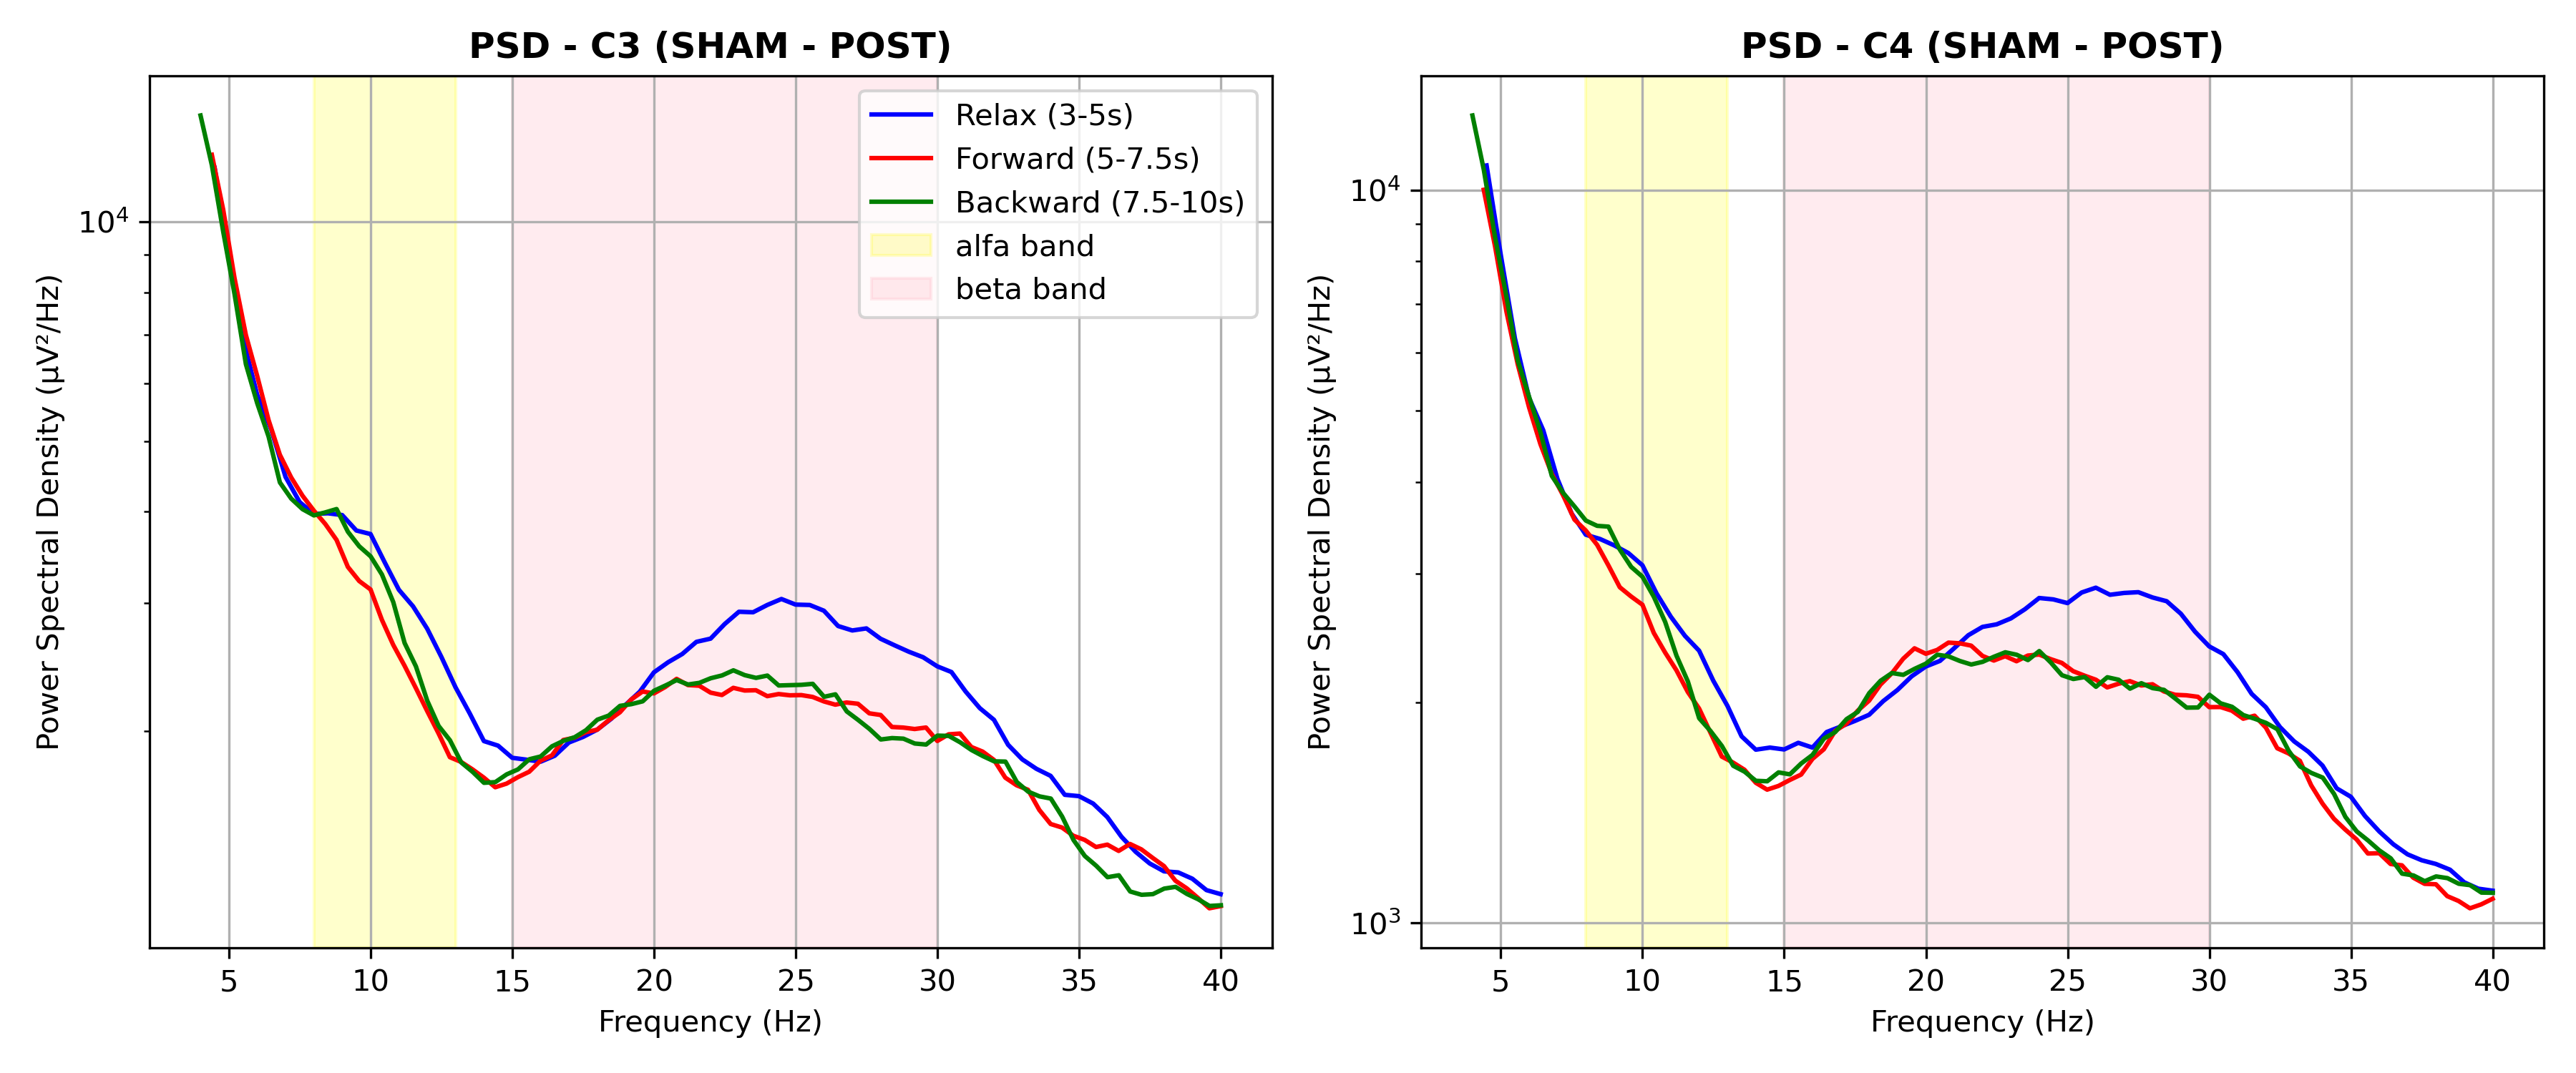 PSD - C3 (SHAM - POST)
Power Spectral Density (µV²/Hz)
10⁴
Relax (3-5s)
Forward (5-7.5s)
Backward (7.5-10s)
alfa band
beta band
5 10 15 20 25 30 35 40
Frequency (Hz)
PSD - C4 (SHAM - POST)
Power Spectral Density (µV²/Hz)
10⁴
10³
5 10 15 20 25 30 35 40
Frequency (Hz)